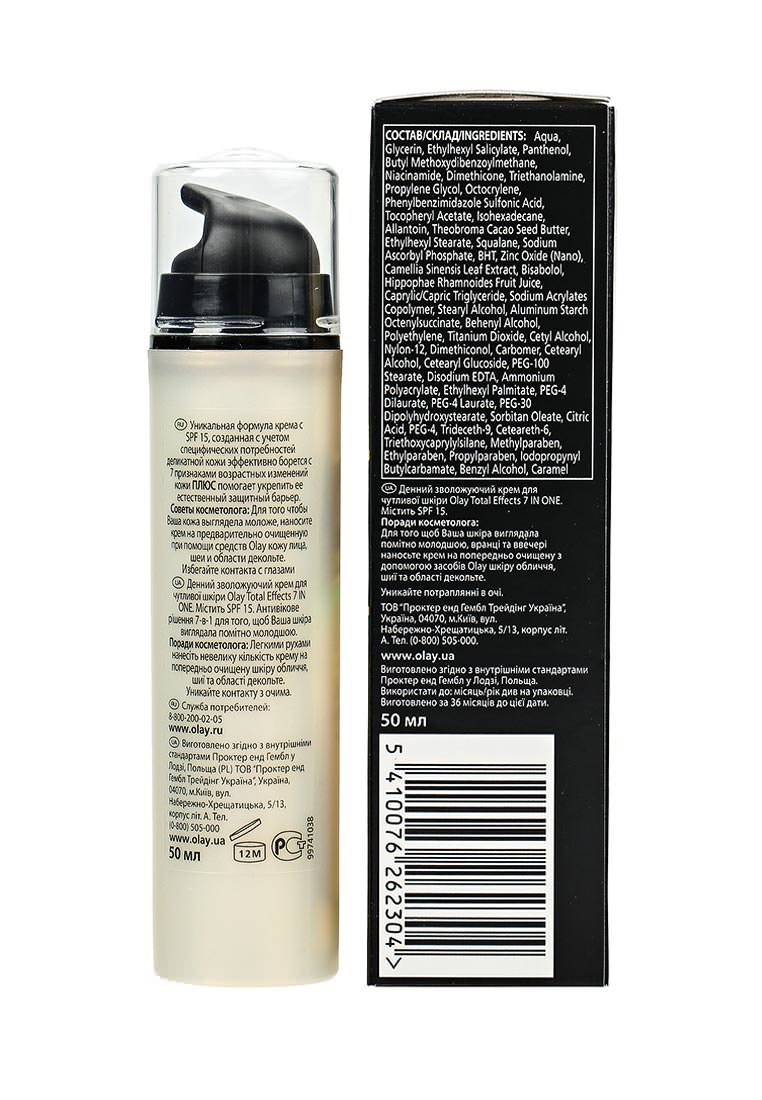 RU Уникальная формула крема с
SPF 15, созданная с учетом
специфических потребностей
деликатной кожи эффективно борется с
7 признаками возрастных изменений
кожи ПЛЮС помогает укрепить ее
естественный защитный барьер.
Советы косметолога: Для того чтобы
Ваша кожа выглядела моложе, наносите
крем на предварительно очищенную
при помощи средств Olay кожу лица,
шеи и области декольте.
Избегайте контакта с глазами
UA Денний зволожуючий крем для
чутливої шкіри Olay Total Effects 7 IN
ONE. Містить SPF 15. Антивікове
рішення 7-в-1 для того, щоб Ваша шкіра
виглядала помітно молодшою.
Поради косметолога: Легкими рухами
нанесіть невелику кількість крему на
попередньо очищену шкіру обличчя,
шиї та області декольте.
Уникайте контакту з очима.
RU Служба потребителей:
8-800-200-02-05
www.olay.ru
UA Виготовлено згідно з внутрішніми
стандартами Проктер енд Гембл у
Лодзі, Польща (PL) ТОВ "Проктер енд
Гембл Трейдінг Україна", Україна,
04070, м.Київ, вул.
Набережно-Хрещатицька, 5/13,
корпус літ. А. Тел.
(0-800) 505-000
www.olay.ua
50 мл
12M
РСТ
99741038
СОСТАВ/СКЛАД/INGREDIENTS: Aqua,
Glycerin, Ethylhexyl Salicylate, Panthenol,
Butyl Methoxydibenzoylmethane,
Niacinamide, Dimethicone, Triethanolamine,
Propylene Glycol, Octocrylene,
Phenylbenzimidazole Sulfonic Acid,
Tocopheryl Acetate, Isohexadecane,
Allantoin, Theobroma Cacao Seed Butter,
Ethylhexyl Stearate, Squalane, Sodium
Ascorbyl Phosphate, BHT, Zinc Oxide (Nano),
Camellia Sinensis Leaf Extract, Bisabolol,
Hippophae Rhamnoides Fruit Juice,
Caprylic/Capric Triglyceride, Sodium Acrylates
Copolymer, Stearyl Alcohol, Aluminum Starch
Octenylsuccinate, Behenyl Alcohol,
Polyethylene, Titanium Dioxide, Cetyl Alcohol,
Nylon-12, Dimethiconol, Carbomer, Cetearyl
Alcohol, Cetearyl Glucoside, PEG-100
Stearate, Disodium EDTA, Ammonium
Polyacrylate, Ethylhexyl Palmitate, PEG-4
Dilaurate, PEG-4 Laurate, PEG-30
Dipolyhydroxystearate, Sorbitan Oleate, Citric
Acid, PEG-4, Trideceth-9, Ceteareth-6,
Triethoxycaprylylsilane, Methylparaben,
Ethylparaben, Propylparaben, Iodopropynyl
Butylcarbamate, Benzyl Alcohol, Caramel
UA Денний зволожуючий крем для
чутливої шкіри Olay Total Effects 7 IN ONE.
Містить SPF 15.
Поради косметолога:
Для того щоб Ваша шкіра виглядала
помітно молодшою, вранці та ввечері
наносьте крем на попередньо очищену з
допомогою засобів Olay шкіру обличчя,
шиї та області декольте.
Уникайте потрапляння в очі.
ТОВ "Проктер енд Гембл Трейдінг Україна",
Україна, 04070, м. Київ, вул.
Набережно-Хрещатицька, 5/13, корпус літ.
А. Тел. (0-800) 505-000.
www.olay.ua
Виготовлено згідно з внутрішніми стандартами
Проктер енд Гембл у Лодзі, Польща.
Використати до: місяць/рік див на упаковці.
Виготовлено за 36 місяців до цієї дати.
50 мл
5 410076 262304 >